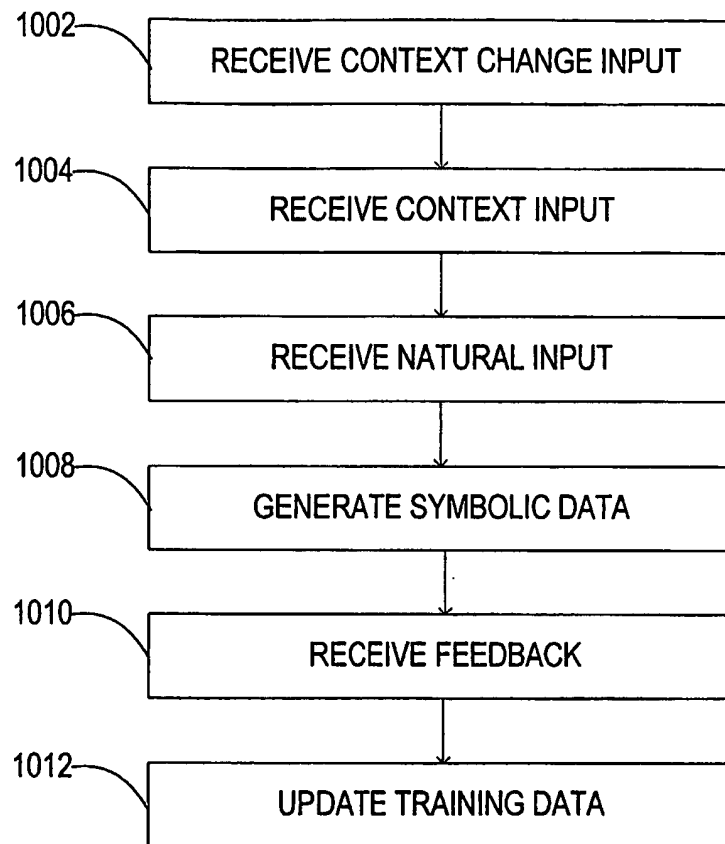 1002
RECEIVE CONTEXT CHANGE INPUT
1004
RECEIVE CONTEXT INPUT
1006
RECEIVE NATURAL INPUT
1008
GENERATE SYMBOLIC DATA
1010
RECEIVE FEEDBACK
1012
UPDATE TRAINING DATA